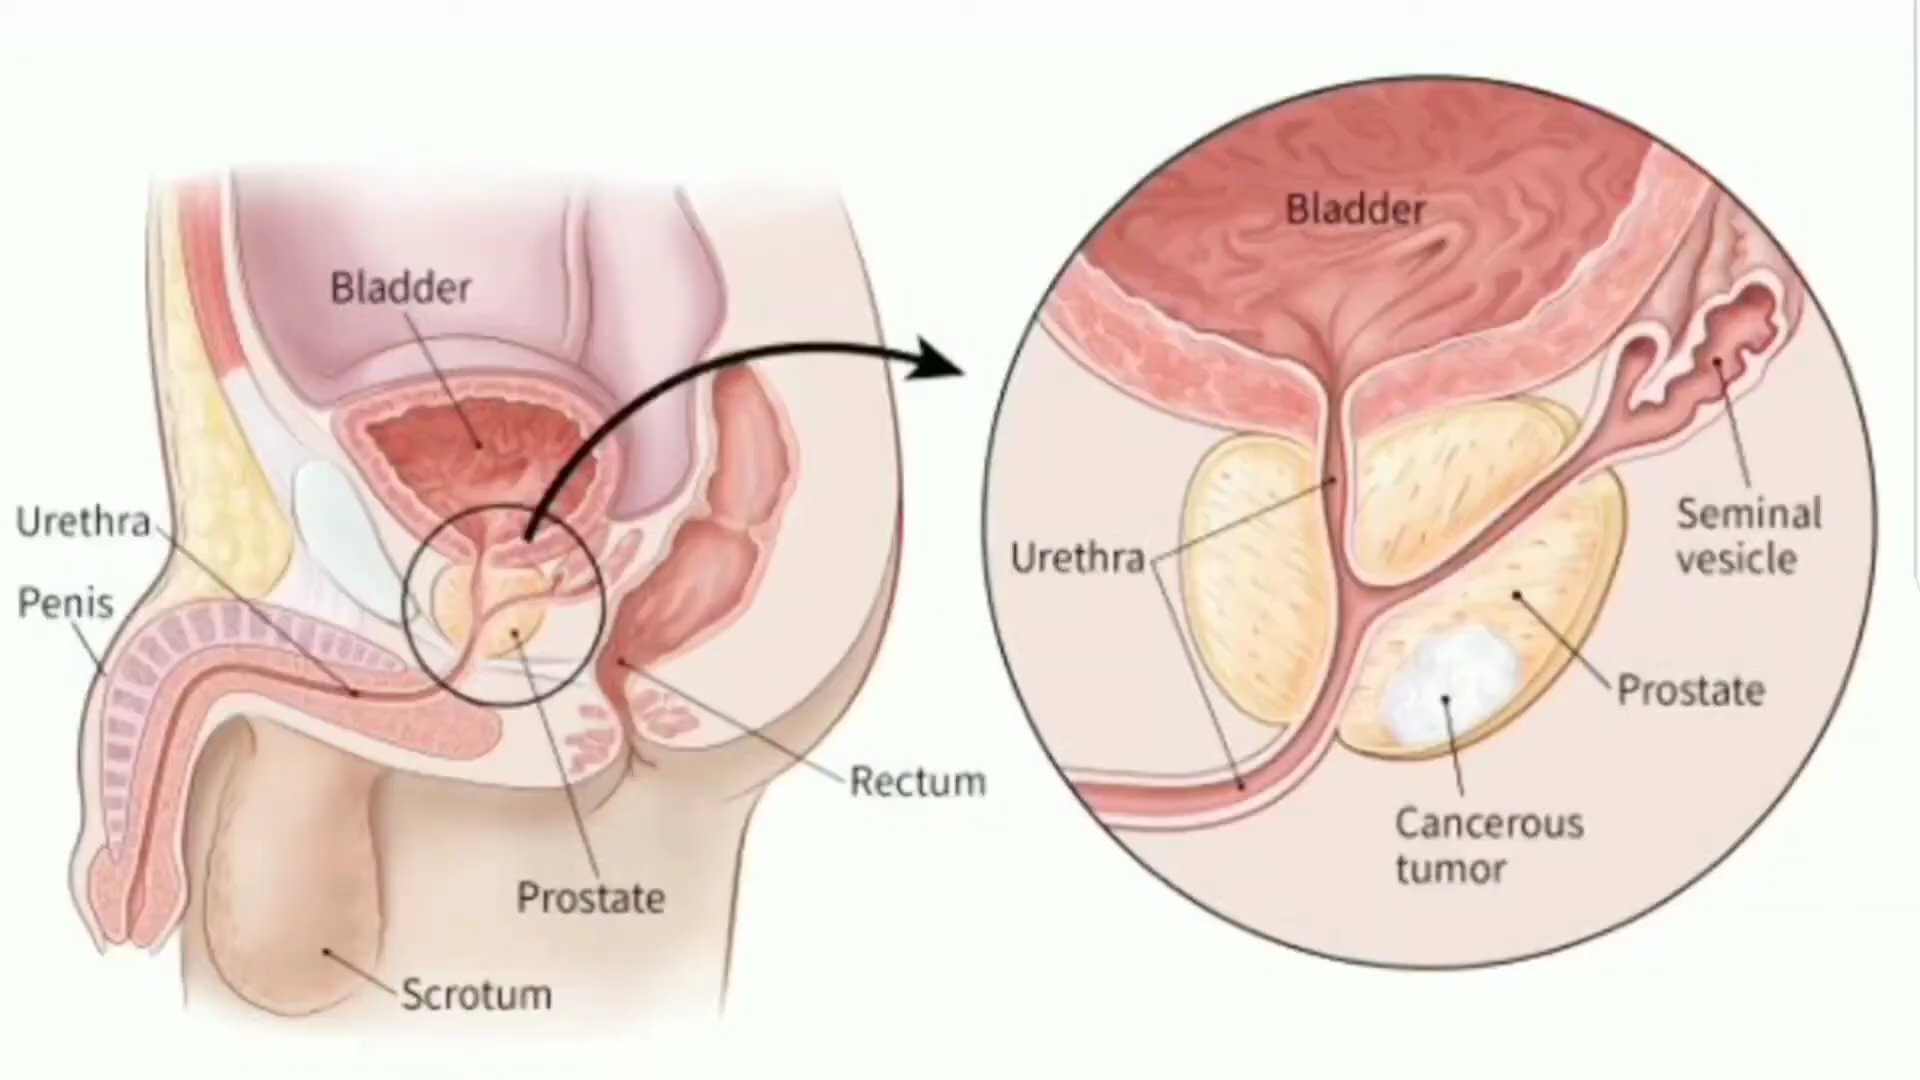 Bladder
Urethra
Penis
Rectum
Prostate
Scrotum
Bladder
Urethra
Seminal
vesicle
Prostate
Cancerous
tumor